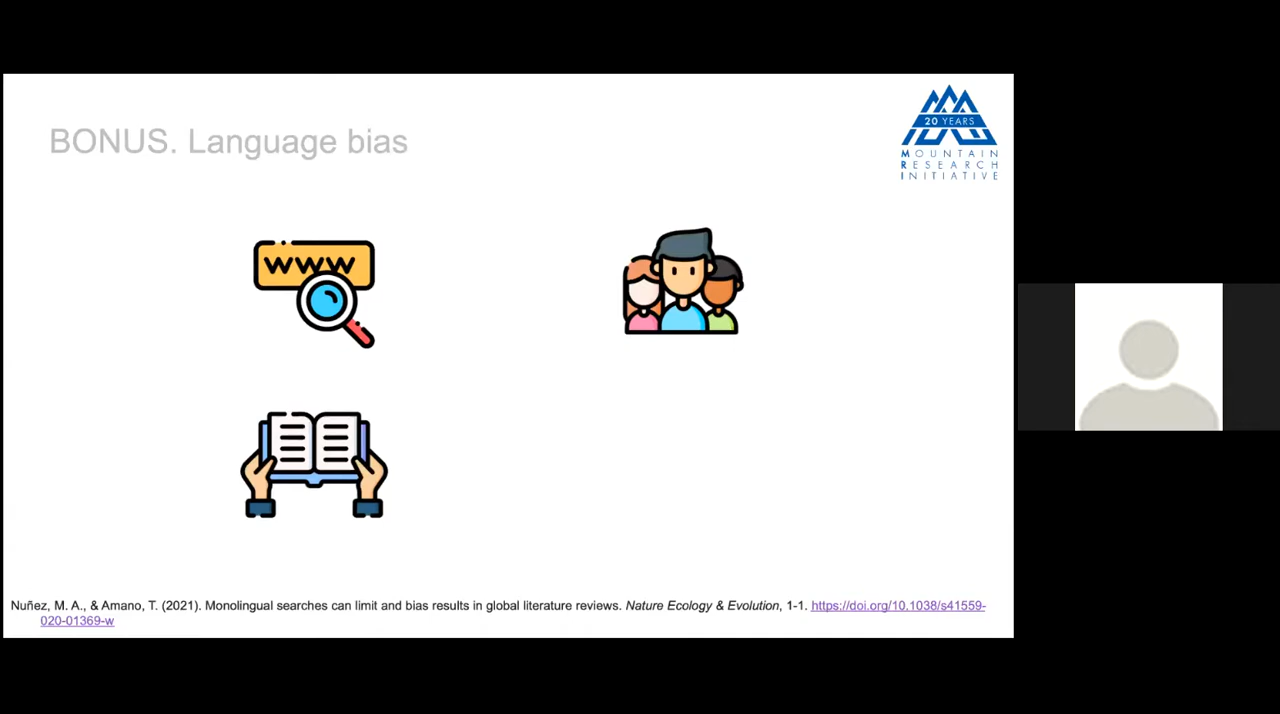 BONUS. Language bias
20 YEARS
MOUNTAIN
RESEARCH
INITIATIVE
WWW
Nuñez, M. A., & Amano, T. (2021). Monolingual searches can limit and bias results in global literature reviews. Nature Ecology & Evolution, 1-1. https://doi.org/10.1038/s41559-
020-01369-w